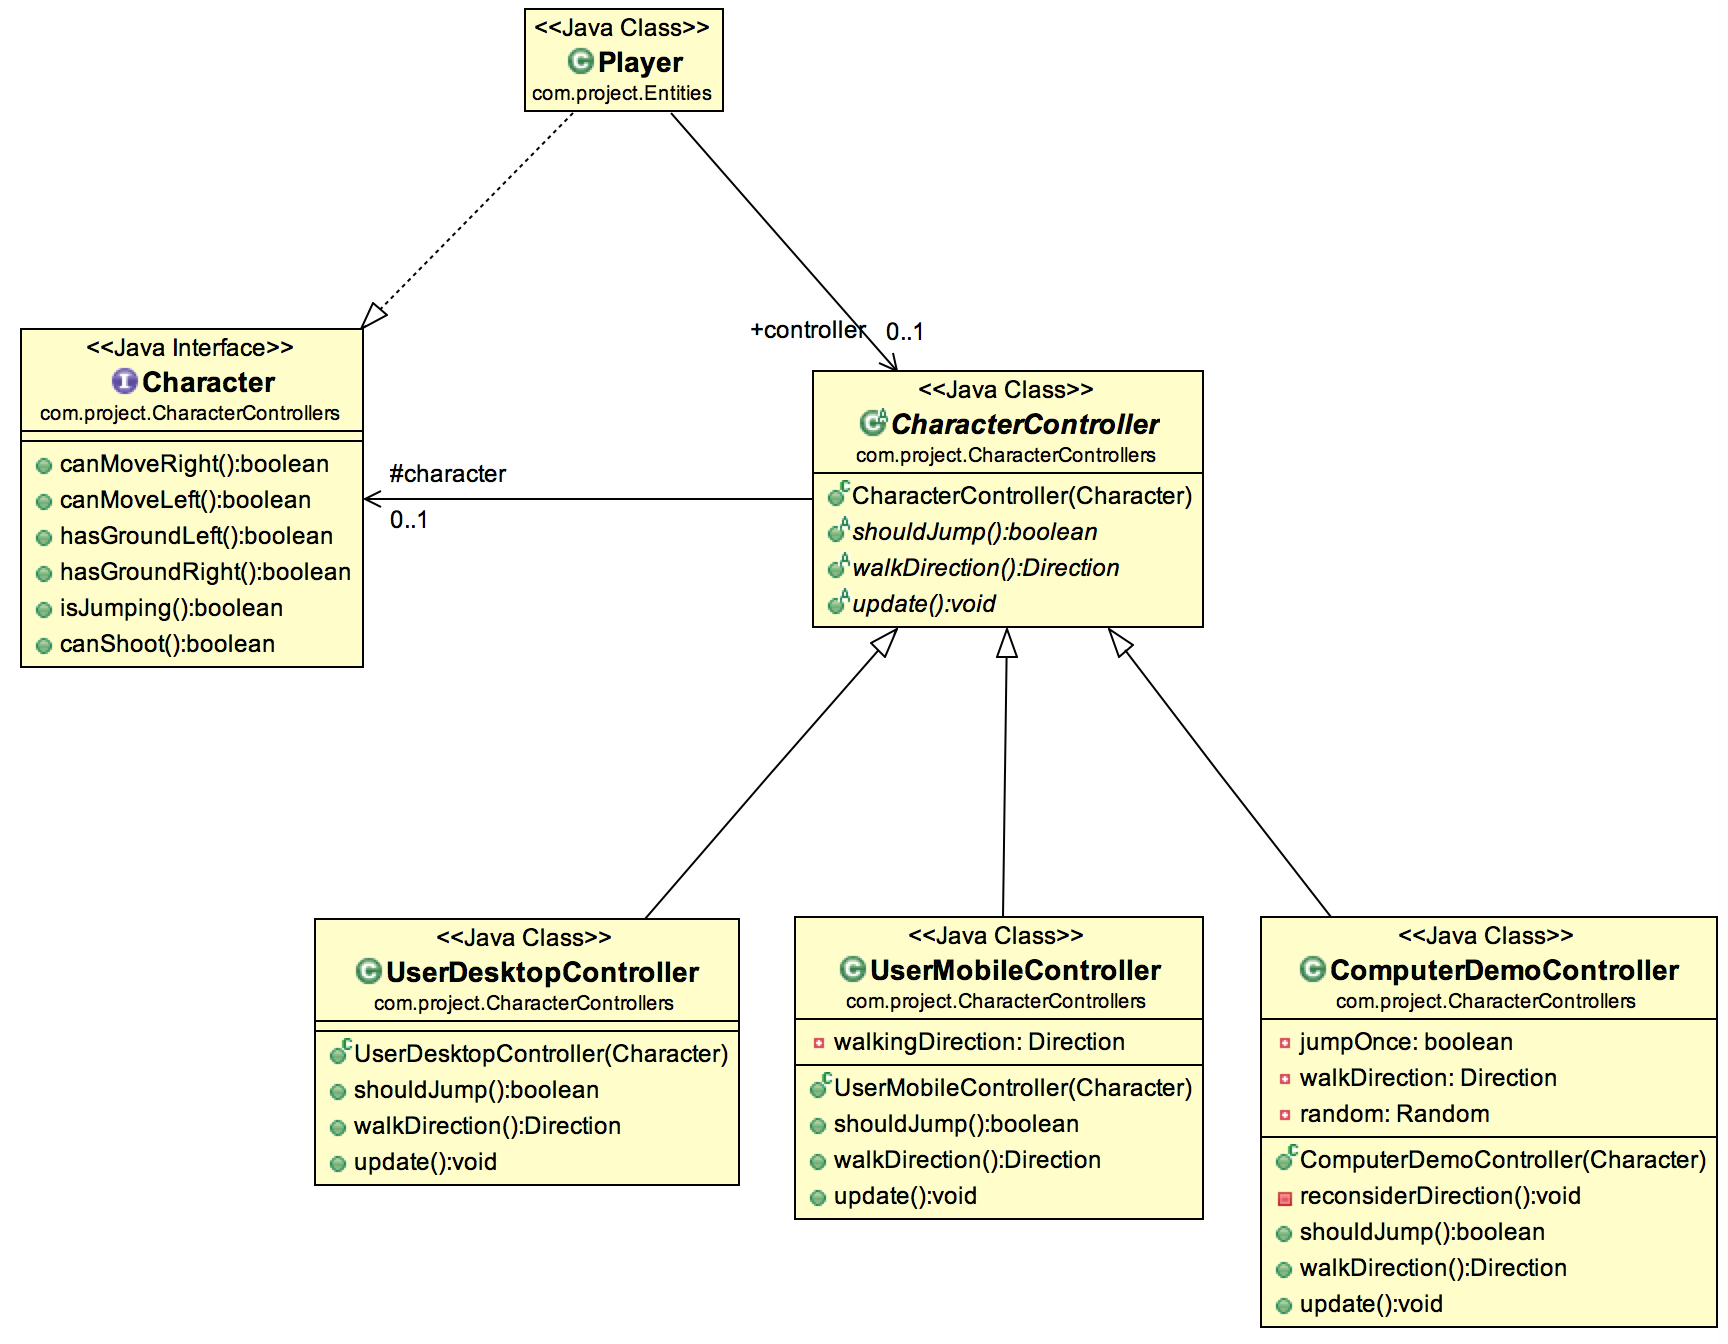 <<Java Class>>
Player
com.project.Entities
+controller 0..1
<<Java Interface>>
Character
com.project.CharacterControllers
canMoveRight():boolean
canMoveLeft():boolean
hasGroundLeft():boolean
hasGroundRight():boolean
isJumping():boolean
canShoot():boolean
#character
0..1
<<Java Class>>
CharacterController
com.project.CharacterControllers
CharacterController(Character)
shouldJump():boolean
walkDirection():Direction
update():void
<<Java Class>>
UserDesktopController
com.project.CharacterControllers
UserDesktopController(Character)
shouldJump():boolean
walkDirection():Direction
update():void
<<Java Class>>
UserMobileController
com.project.CharacterControllers
walkingDirection: Direction
UserMobileController(Character)
shouldJump():boolean
walkDirection():Direction
update():void
<<Java Class>>
ComputerDemoController
com.project.CharacterControllers
jumpOnce: boolean
walkDirection: Direction
random: Random
ComputerDemoController(Character)
reconsiderDirection():void
shouldJump():boolean
walkDirection():Direction
update():void